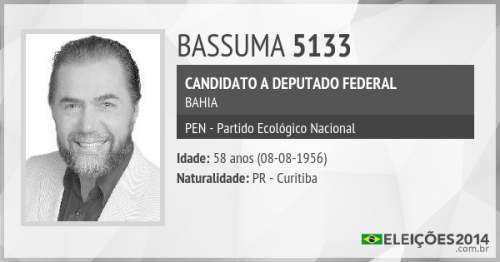 BASSUMA 5133
CANDIDATO A DEPUTADO FEDERAL
BAHIA
PEN - Partido Ecológico Nacional
Idade: 58 anos (08-08-1956)
Naturalidade: PR - Curitiba
ELEIÇÕES2014
.com.br